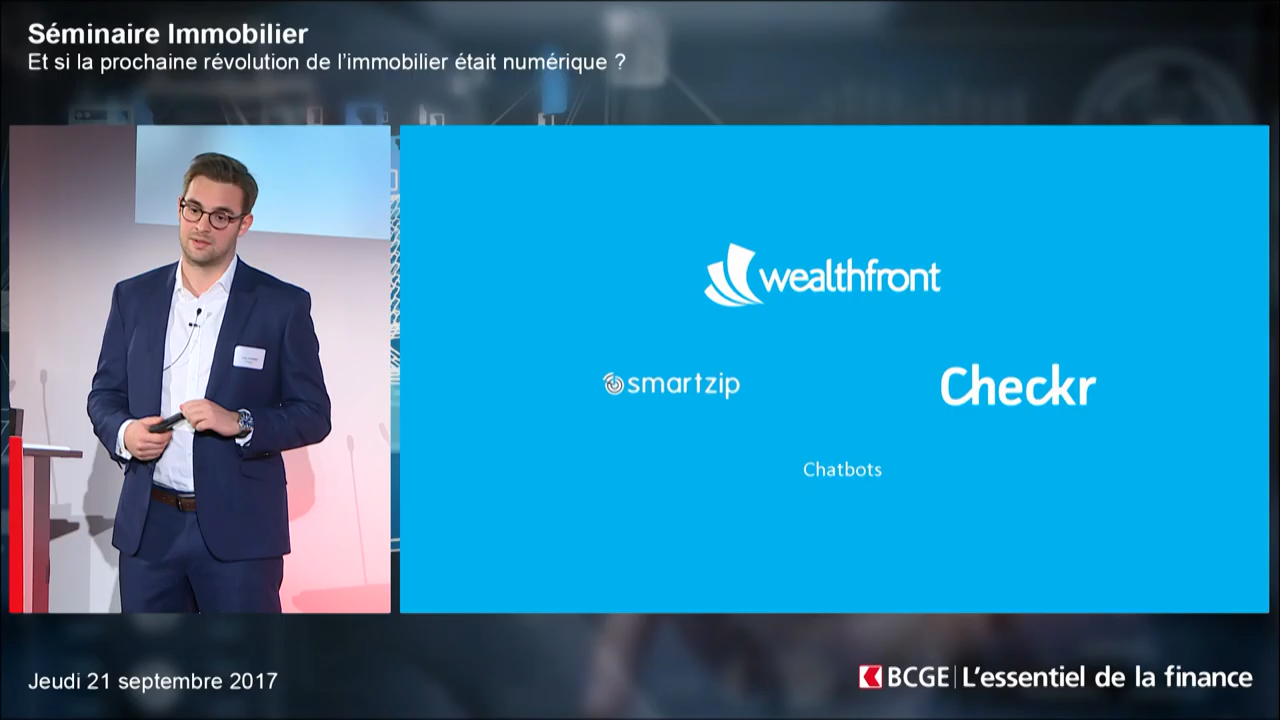 Séminaire Immobilier
Et si la prochaine révolution de l'immobilier était numérique ?
wealthfront
smartzip
Checkr
Chatbots
Jeudi 21 septembre 2017
BCGE L'essentiel de la finance